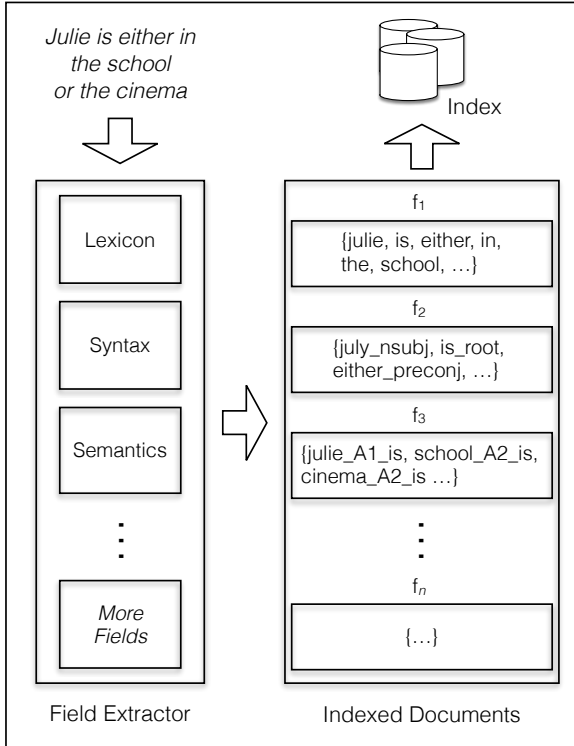 Julie is either in
the school
or the cinema
Index
Lexicon
Syntax
Semantics
More
Fields
Field Extractor
f1
{julie, is, either, in,
the, school, …}
f2
{july_nsubj, is_root,
either_preconj, …}
f3
{julie_A1_is, school_A2_is,
cinema_A2_is …}
fn
{…}
Indexed Documents